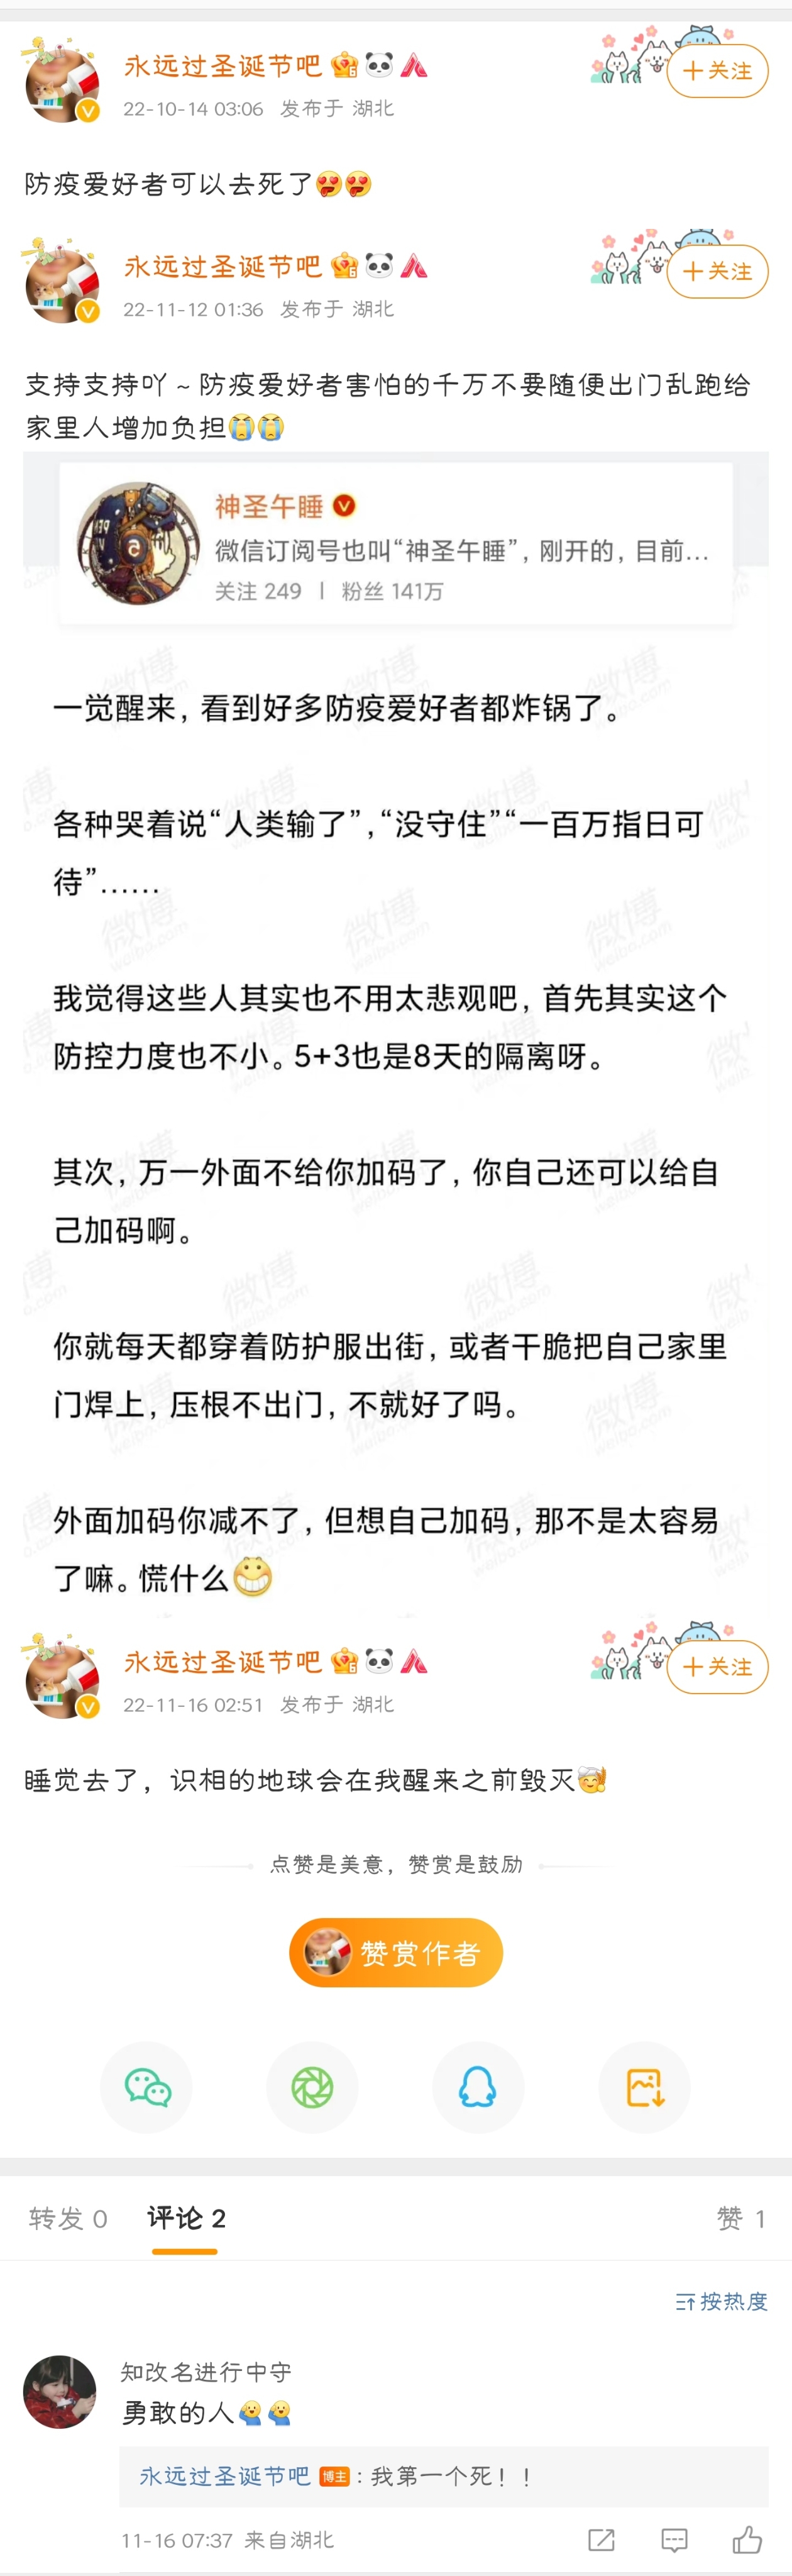 永远过圣诞节吧
+关注
22-10-14 03:06 发布于 湖北
防疫爱好者可以去死了
永远过圣诞节吧
+关注
22-11-12 01:36 发布于 湖北
支持支持吖~防疫爱好者害怕的千万不要随便出门乱跑给
家里人增加负担
神圣午睡
微信订阅号也叫“神圣午睡”，刚开的，目前...
关注 249 | 粉丝 141万
一觉醒来，看到好多防疫爱好者都炸锅了。
各种哭着说“人类输了”,“没守住”“一百万指日可
待”……
我觉得这些人其实也不用太悲观吧，首先其实这个
防控力度也不小。5+3也是8天的隔离呀。
其次，万一外面不给你加码了，你自己还可以给自
己加码啊。
你就每天都穿着防护服出街，或者干脆把自己家里
门焊上，压根不出门，不就好了吗。
外面加码你减不了，但想自己加码，那不是太容易
了嘛。慌什么
永远过圣诞节吧
+关注
22-11-16 02:51 发布于 湖北
睡觉去了，识相的地球会在我醒来之前毁灭
点赞是美意，赞赏是鼓励
赞赏作者
转发 0 评论 2 赞 1
按热度
知改名进行中守
勇敢的人
永远过圣诞节吧 博主：我第一个死！！
11-16 07:37 来自湖北